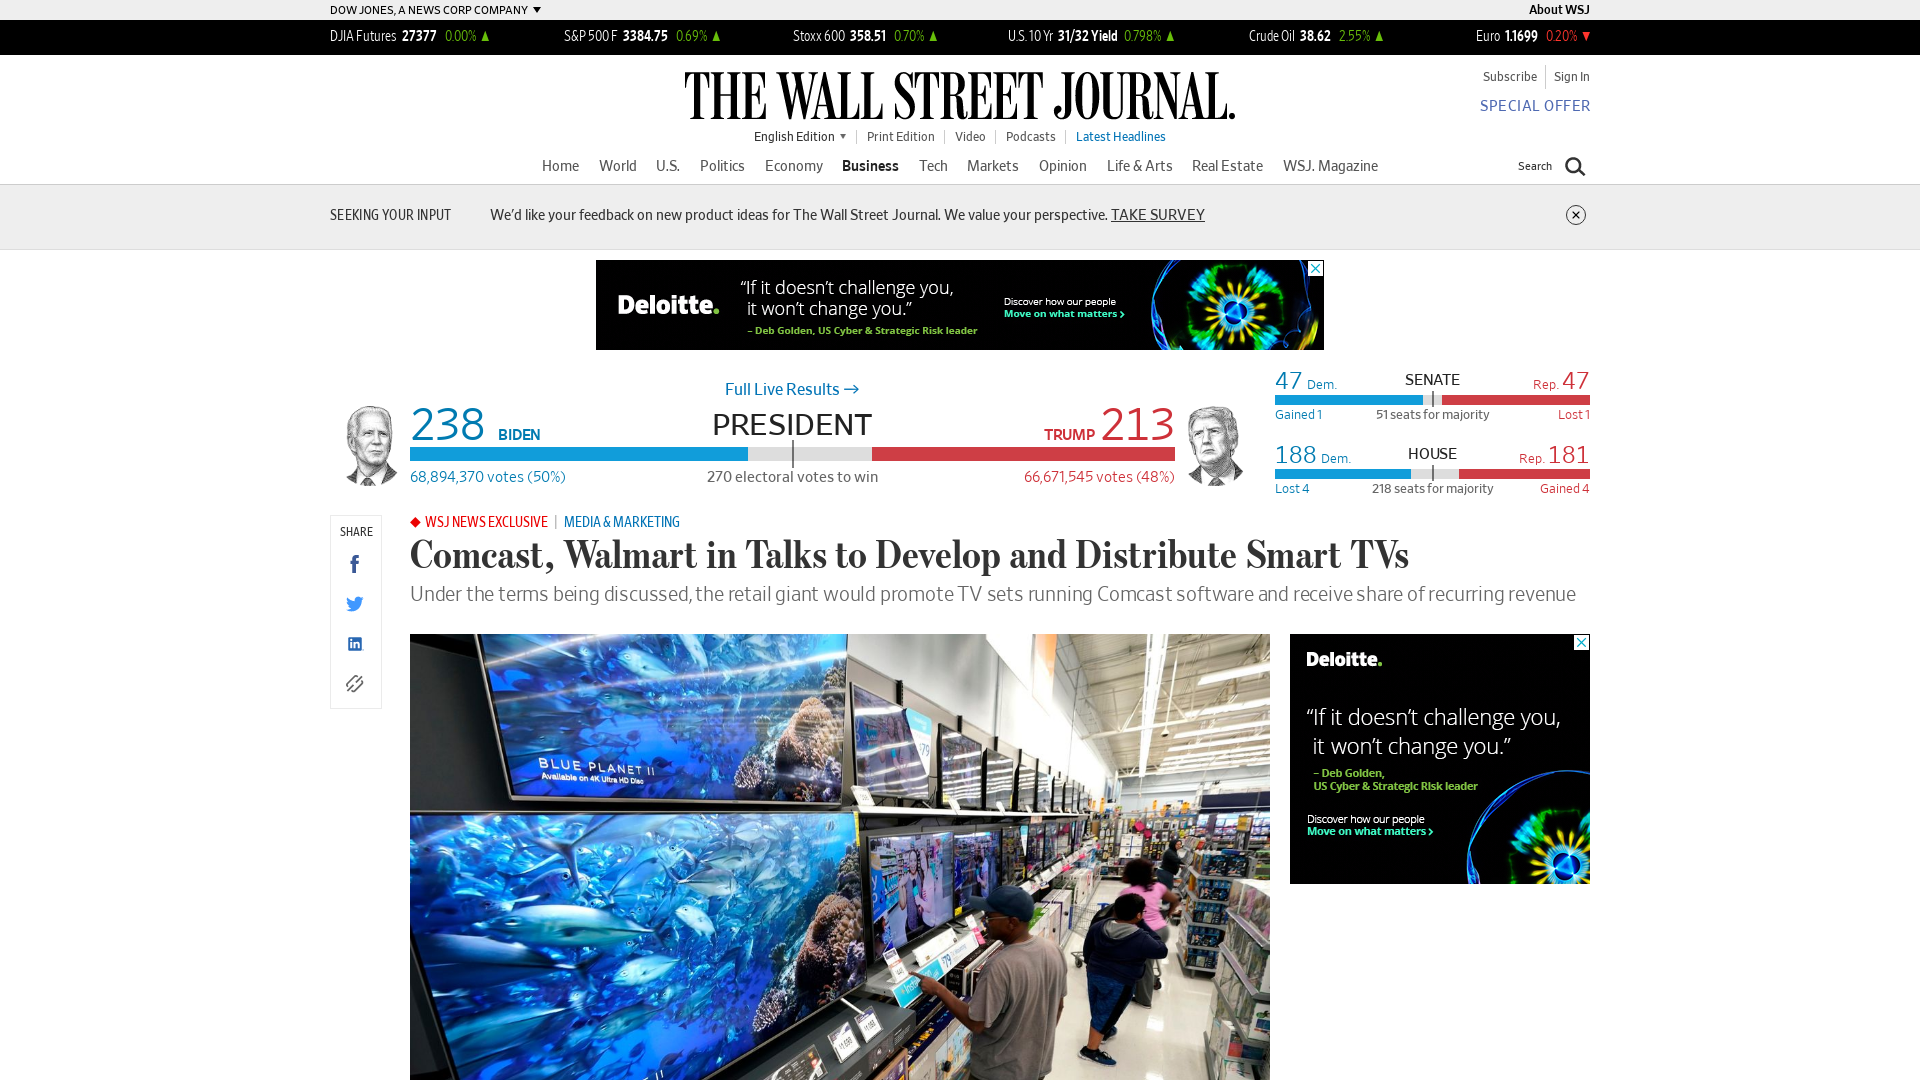 DOW JONES, A NEWS CORP COMPANY
About WSJ
DJIA Futures 27377 0.00%
S&P 500 F 3384.75 0.69%
Stoxx 600 358.51 0.70%
U.S. 10 Yr 31/32 Yield 0.798%
Crude Oil 38.62 2.55%
Euro 1.1699 0.20%
THE WALL STREET JOURNAL.
Subscribe
Sign In
SPECIAL OFFER
English Edition
Print Edition
Video
Podcasts
Latest Headlines
Home
World
U.S.
Politics
Economy
Business
Tech
Markets
Opinion
Life & Arts
Real Estate
WSJ. Magazine
Search
SEEKING YOUR INPUT
We’d like your feedback on new product ideas for The Wall Street Journal. We value your perspective. TAKE SURVEY
Deloitte.
“If it doesn’t challenge you,
it won’t change you.”
– Deb Golden, US Cyber & Strategic Risk leader
Discover how our people
Move on what matters
Full Live Results
238 BIDEN
PRESIDENT
TRUMP 213
68,894,370 votes (50%)
270 electoral votes to win
66,671,545 votes (48%)
47 Dem.
SENATE
Rep. 47
Gained 1
51 seats for majority
Lost 1
188 Dem.
HOUSE
Rep. 181
Lost 4
218 seats for majority
Gained 4
SHARE
WSJ NEWS EXCLUSIVE
MEDIA & MARKETING
Comcast, Walmart in Talks to Develop and Distribute Smart TVs
Under the terms being discussed, the retail giant would promote TV sets running Comcast software and receive share of recurring revenue
BLUE PLANET II
Available on 4K Ultra HD Disc
$79
$79
Deloitte.
“If it doesn’t challenge you,
it won’t change you.”
– Deb Golden,
US Cyber & Strategic Risk leader
Discover how our people
Move on what matters